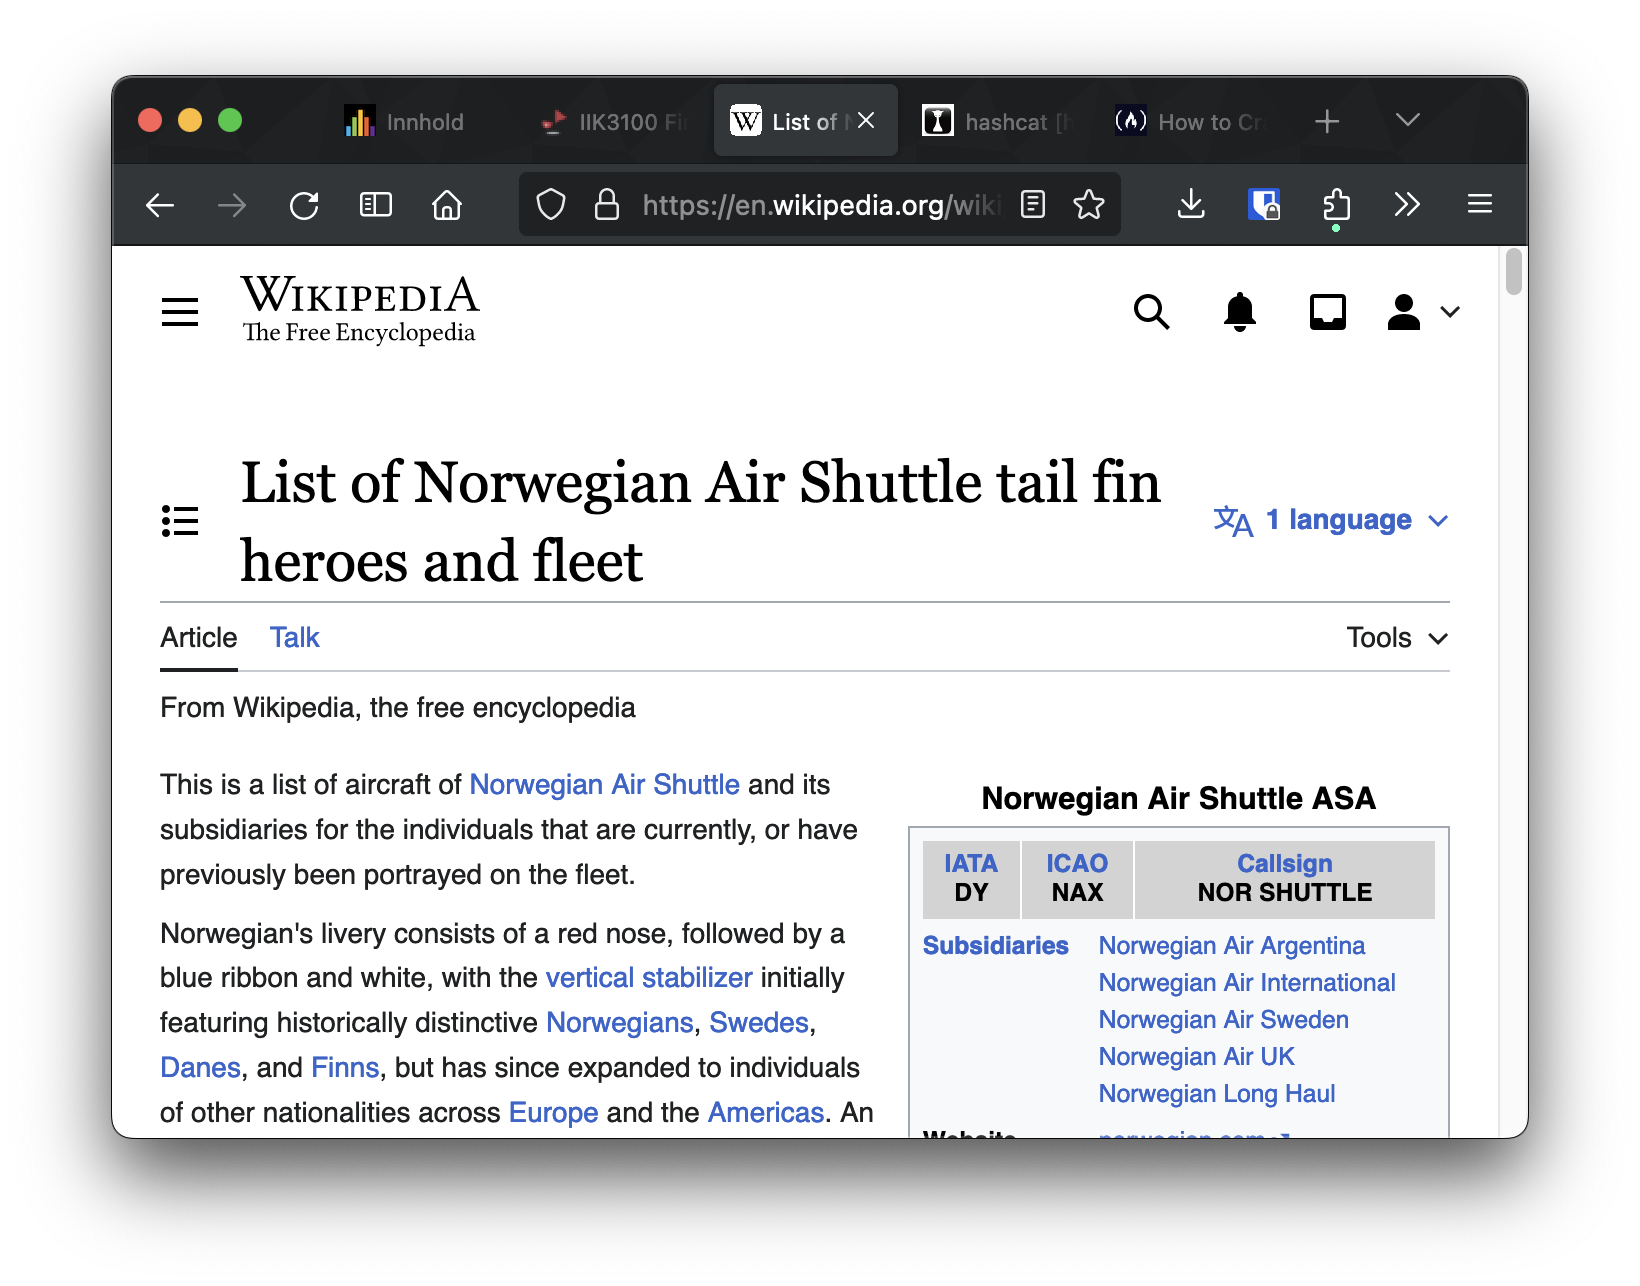 Innhold
IIK3100 Fi
List of
hashcat [h
How to Cr
https://en.wikipedia.org/wiki
WIKIPEDIA
The Free Encyclopedia
List of Norwegian Air Shuttle tail fin
heroes and fleet
1 language
Article
Talk
Tools
From Wikipedia, the free encyclopedia
This is a list of aircraft of Norwegian Air Shuttle and its
subsidiaries for the individuals that are currently, or have
previously been portrayed on the fleet.
Norwegian's livery consists of a red nose, followed by a
blue ribbon and white, with the vertical stabilizer initially
featuring historically distinctive Norwegians, Swedes,
Danes, and Finns, but has since expanded to individuals
of other nationalities across Europe and the Americas. An
Norwegian Air Shuttle ASA
IATA
DY
ICAO
NAX
Callsign
NOR SHUTTLE
Subsidiaries
Norwegian Air Argentina
Norwegian Air International
Norwegian Air Sweden
Norwegian Air UK
Norwegian Long Haul
Website
norwegian.com